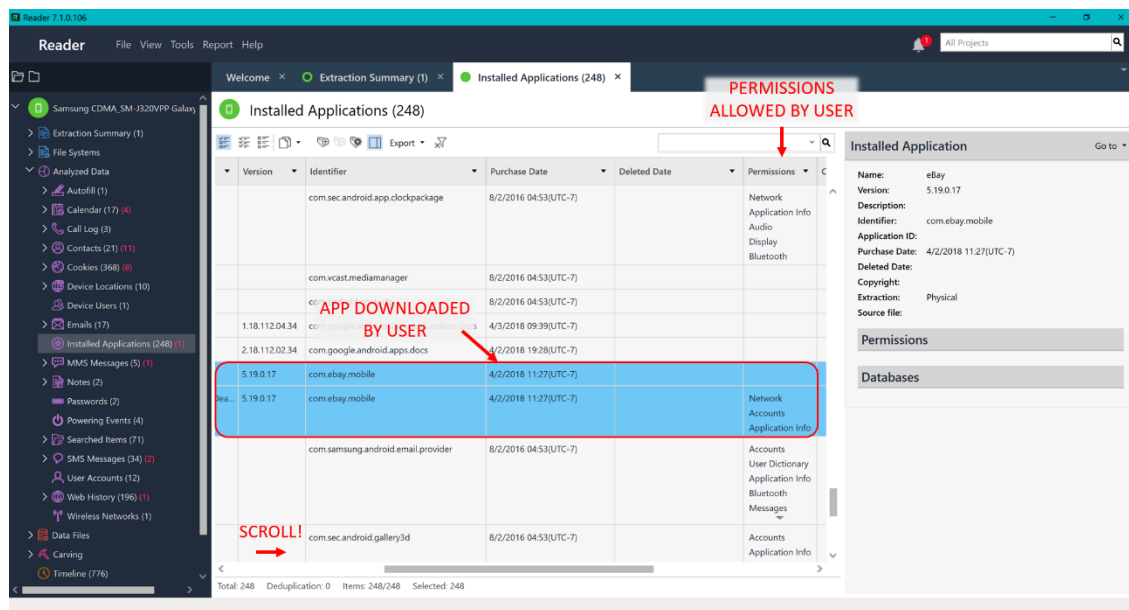 Reader 7.1.0.106
Reader File View Tools Report Help
1
All Projects
Welcome × Extraction Summary (1) × Installed Applications (248) ×
Samsung CDMA_SM-J320VPP Galaxy
Extraction Summary (1)
File Systems
Analyzed Data
Autofill (1)
Calendar (17) (4)
Call Log (3)
Contacts (21) (11)
Cookies (368) (8)
Device Locations (10)
Device Users (1)
Emails (17)
Installed Applications (248) (1)
MMS Messages (5) (1)
Notes (2)
Passwords (2)
Powering Events (4)
Searched Items (71)
SMS Messages (34) (2)
User Accounts (12)
Web History (196) (1)
Wireless Networks (1)
Data Files
Carving
Timeline (776)
Installed Applications (248)
PERMISSIONS
ALLOWED BY USER
Export
Version Identifier Purchase Date Deleted Date Permissions C
com.sec.android.app.clockpackage 8/2/2016 04:53(UTC-7) Network
Application Info
Audio
Display
Bluetooth
com.vcast.mediamanager 8/2/2016 04:53(UTC-7)
8/2/2016 04:53(UTC-7)
APP DOWNLOADED
BY USER
1.18.112.04.34 4/3/2018 09:39(UTC-7)
2.18.112.02.34 com.google.android.apps.docs 4/2/2018 19:28(UTC-7)
5.19.0.17 com.ebay.mobile 4/2/2018 11:27(UTC-7)
Dea... 5.19.0.17 com.ebay.mobile 4/2/2018 11:27(UTC-7) Network
Accounts
Application Info
com.samsung.android.email.provider 8/2/2016 04:53(UTC-7) Accounts
User Dictionary
Application Info
Bluetooth
Messages
SCROLL!
com.sec.android.gallery3d 8/2/2016 04:53(UTC-7) Accounts
Application Info
Total: 248 Deduplication: 0 Items: 248/248 Selected: 248
Installed Application Go to
Name: eBay
Version: 5.19.0.17
Description:
Identifier: com.ebay.mobile
Application ID:
Purchase Date: 4/2/2018 11:27(UTC-7)
Deleted Date:
Copyright:
Extraction: Physical
Source file:
Permissions
Databases